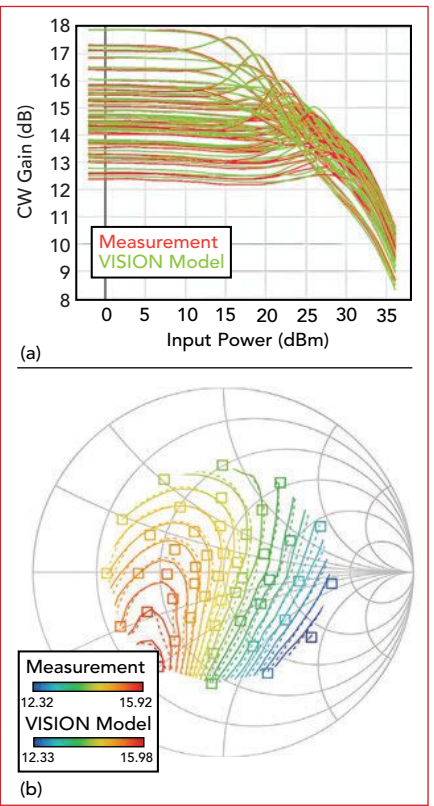 18
17
16
15
14
13
12
11
10
9
8
CW Gain (dB)
Measurement
VISION Model
0 5 10 15 20 25 30 35
Input Power (dBm)
(a)
Measurement
12.32 15.92
VISION Model
12.33 15.98
(b)